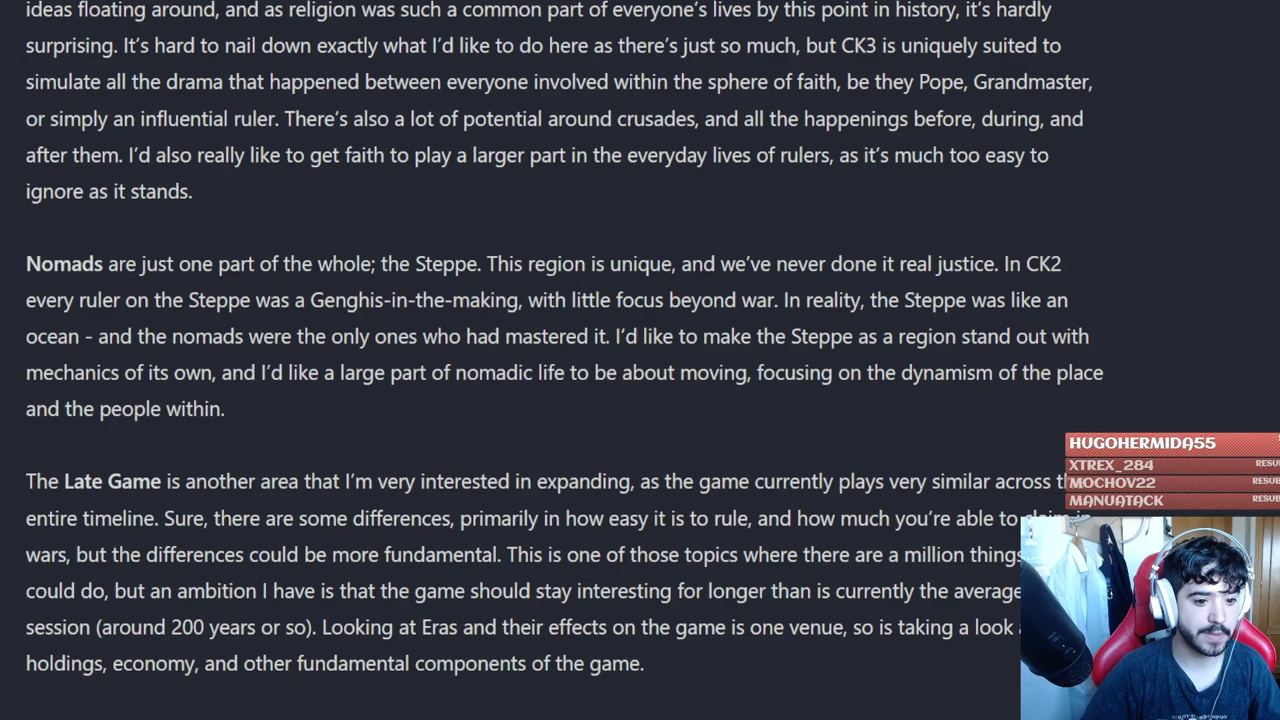 ideas floating around, and as religion was such a common part of everyone’s lives by this point in history, it’s hardly
surprising. It’s hard to nail down exactly what I’d like to do here as there’s just so much, but CK3 is uniquely suited to
simulate all the drama that happened between everyone involved within the sphere of faith, be they Pope, Grandmaster,
or simply an influential ruler. There’s also a lot of potential around crusades, and all the happenings before, during, and
after them. I’d also really like to get faith to play a larger part in the everyday lives of rulers, as it’s much too easy to
ignore as it stands.
Nomads are just one part of the whole; the Steppe. This region is unique, and we’ve never done it real justice. In CK2
every ruler on the Steppe was a Genghis-in-the-making, with little focus beyond war. In reality, the Steppe was like an
ocean - and the nomads were the only ones who had mastered it. I’d like to make the Steppe as a region stand out with
mechanics of its own, and I’d like a large part of nomadic life to be about moving, focusing on the dynamism of the place
and the people within.
The Late Game is another area that I’m very interested in expanding, as the game currently plays very similar across
entire timeline. Sure, there are some differences, primarily in how easy it is to rule, and how much you’re able to claim in
wars, but the differences could be more fundamental. This is one of those topics where there are a million things
could do, but an ambition I have is that the game should stay interesting for longer than is currently the average
session (around 200 years or so). Looking at Eras and their effects on the game is one venue, so is taking a look
holdings, economy, and other fundamental components of the game.
HUGOHERMIDA55
XTREX_284 RESU
MOCHOV22 RESU
MANUATACK RESU